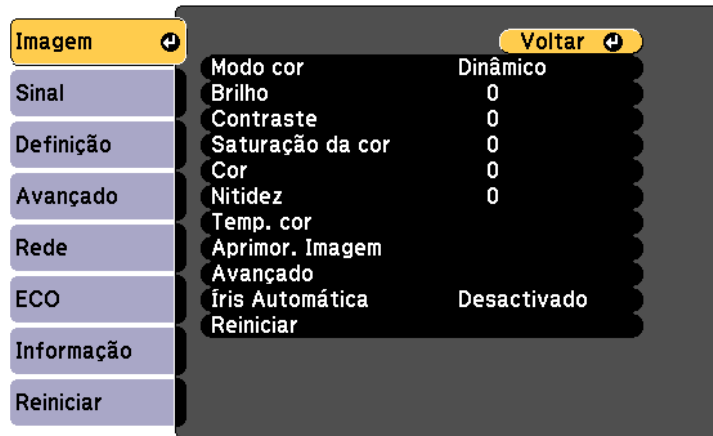 Imagem
Sinal
Definição
Avançado
Rede
ECO
Informação
Reiniciar
Voltar
Modo cor Dinâmico
Brilho 0
Contraste 0
Saturação da cor 0
Cor 0
Nitidez 0
Temp. cor
Aprimor. Imagem
Avançado
Íris Automática Desactivado
Reiniciar